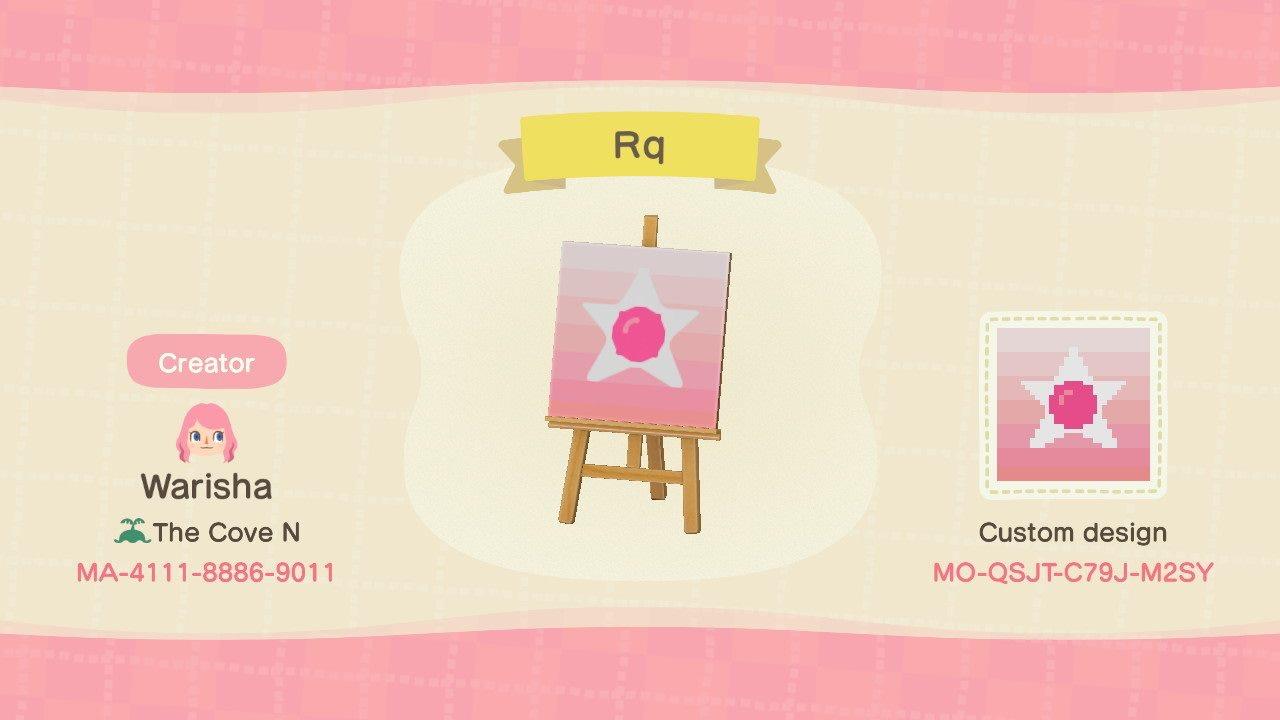 Rq
Creator
Warisha
The Cove N
MA-4111-8886-9011
Custom design
MO-QSJT-C79J-M2SY